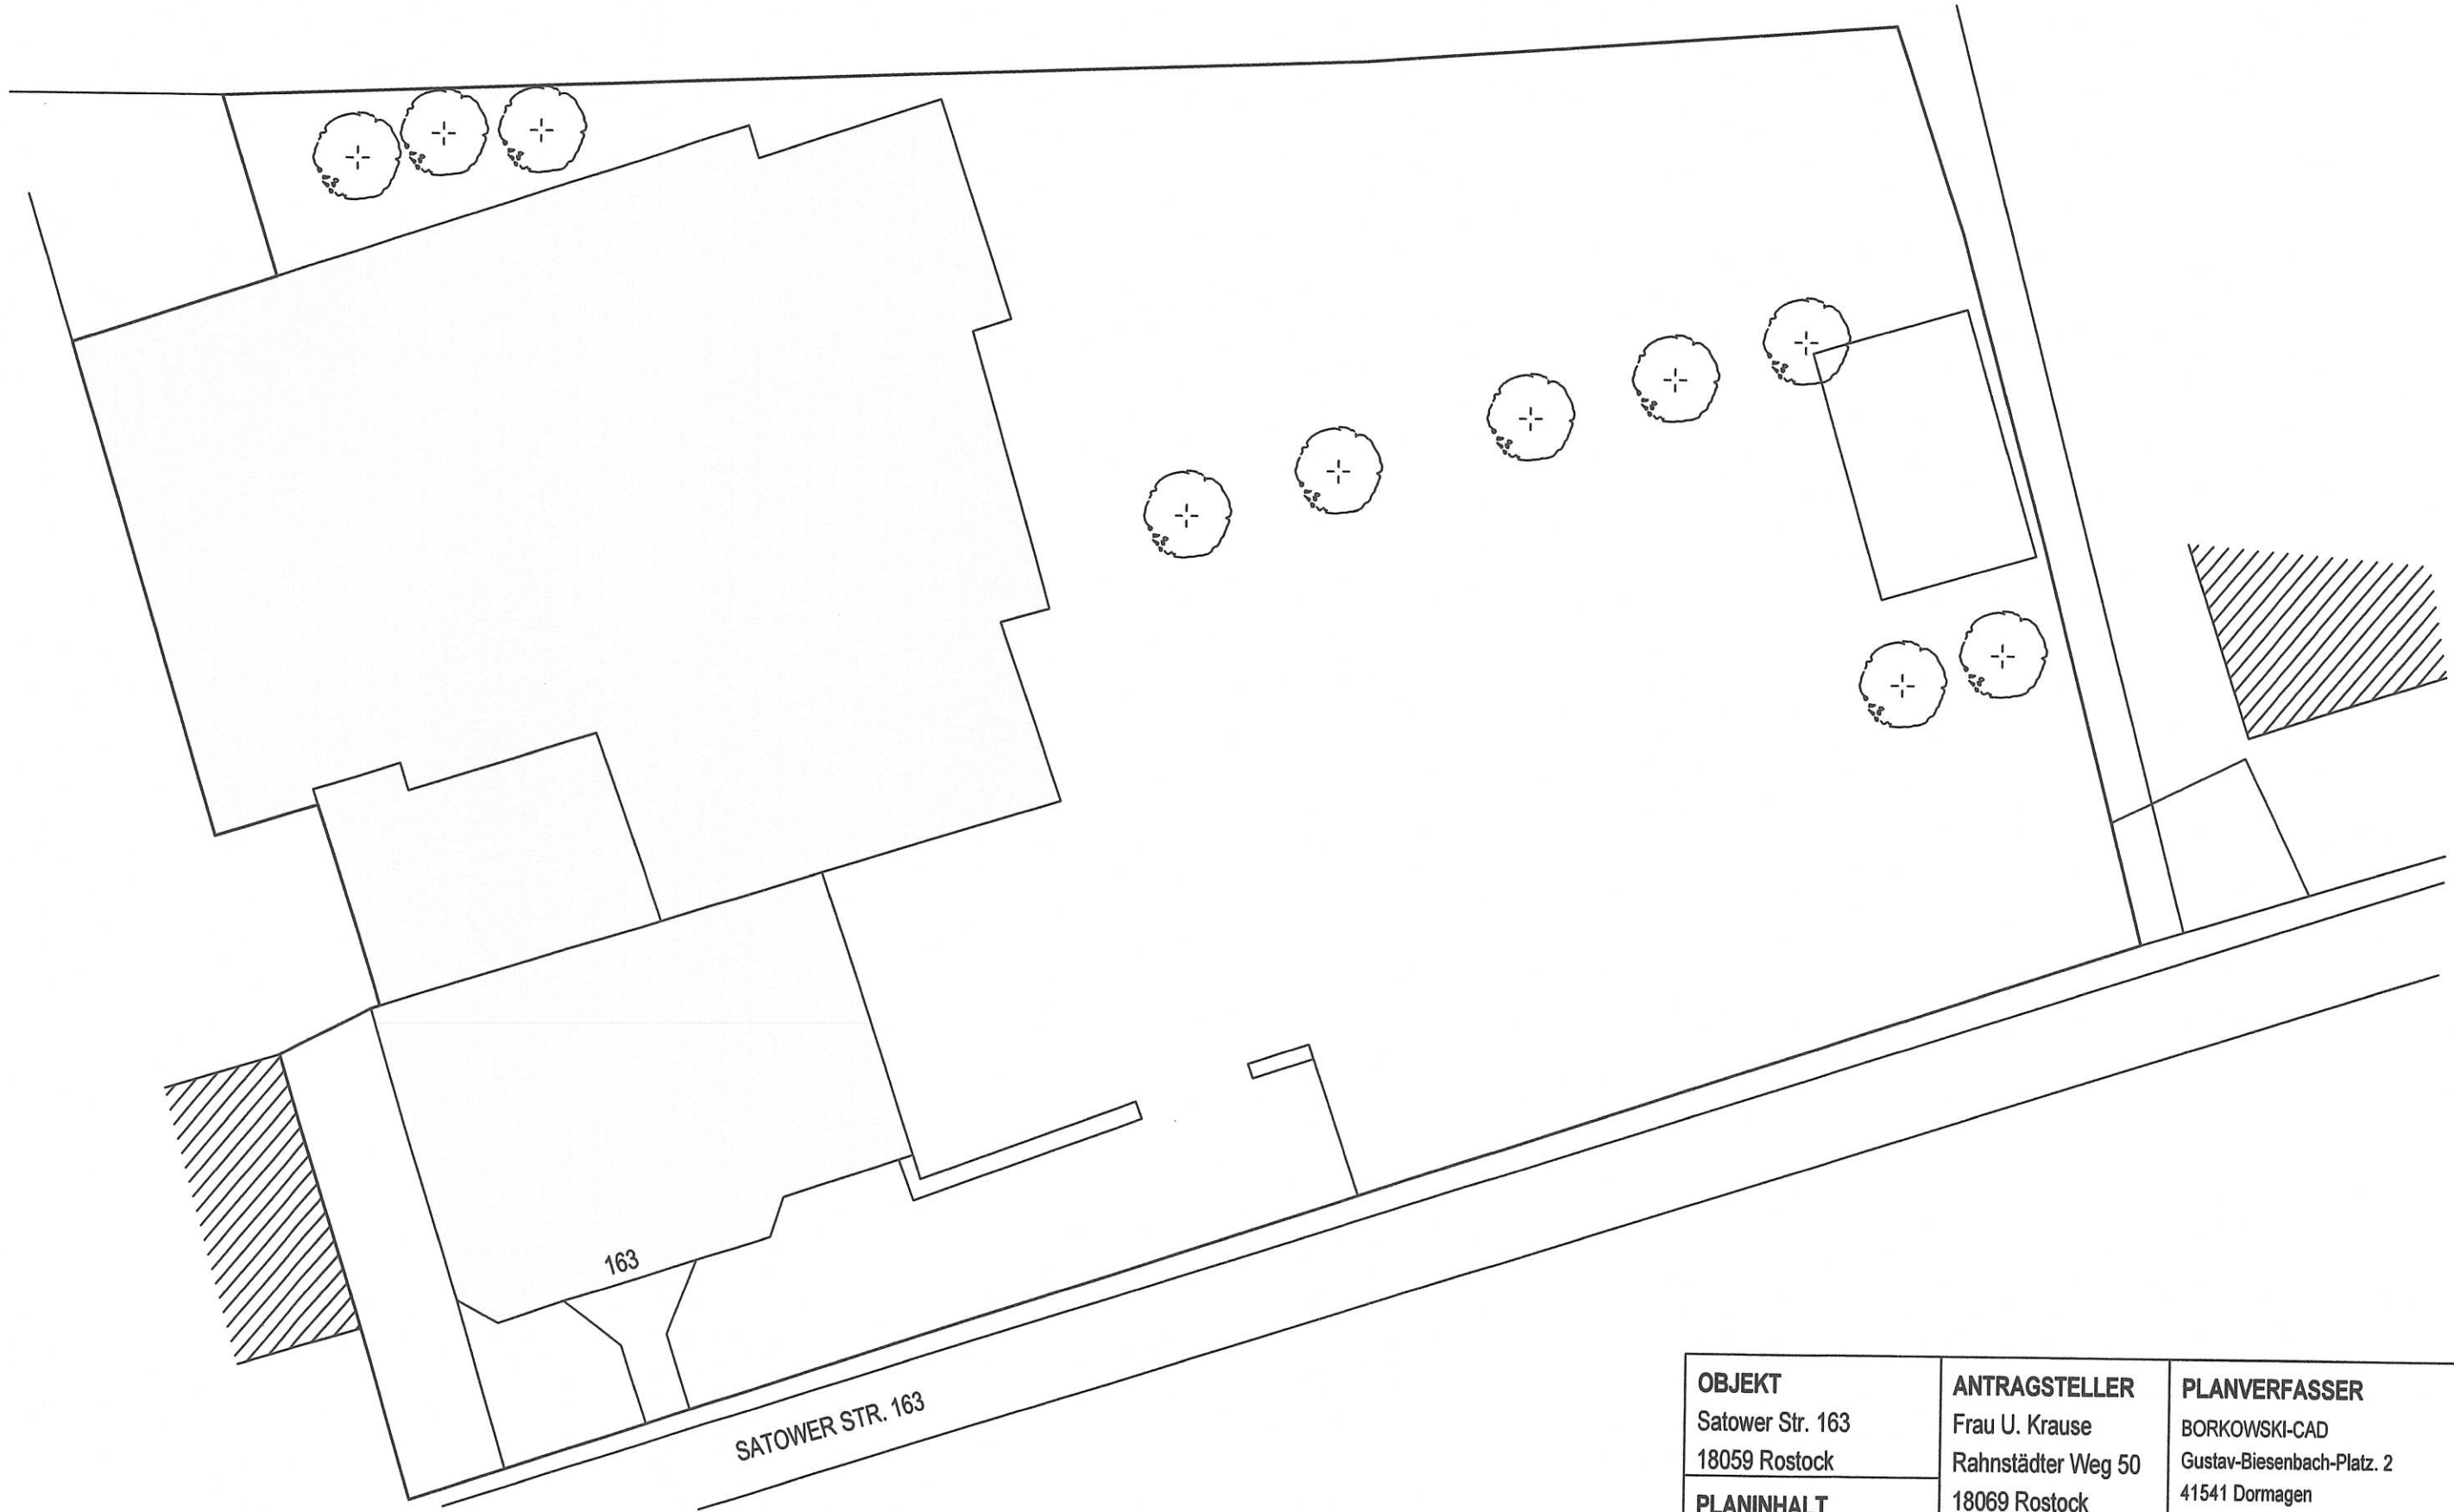 163
SATOWER STR. 163
OBJEKT
Satower Str. 163
18059 Rostock
PLANINHALT
ANTRAGSTELLER
Frau U. Krause
Rahnstädter Weg 50
18069 Rostock
PLANVERFASSER
BORKOWSKI-CAD
Gustav-Biesenbach-Platz. 2
41541 Dormagen